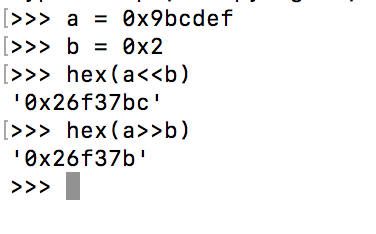 [>>> a = 0x9bcdef
[>>> b = 0x2
[>>> hex(a<<b)
'0x26f37bc'
[>>> hex(a>>b)
'0x26f37b'
>>>